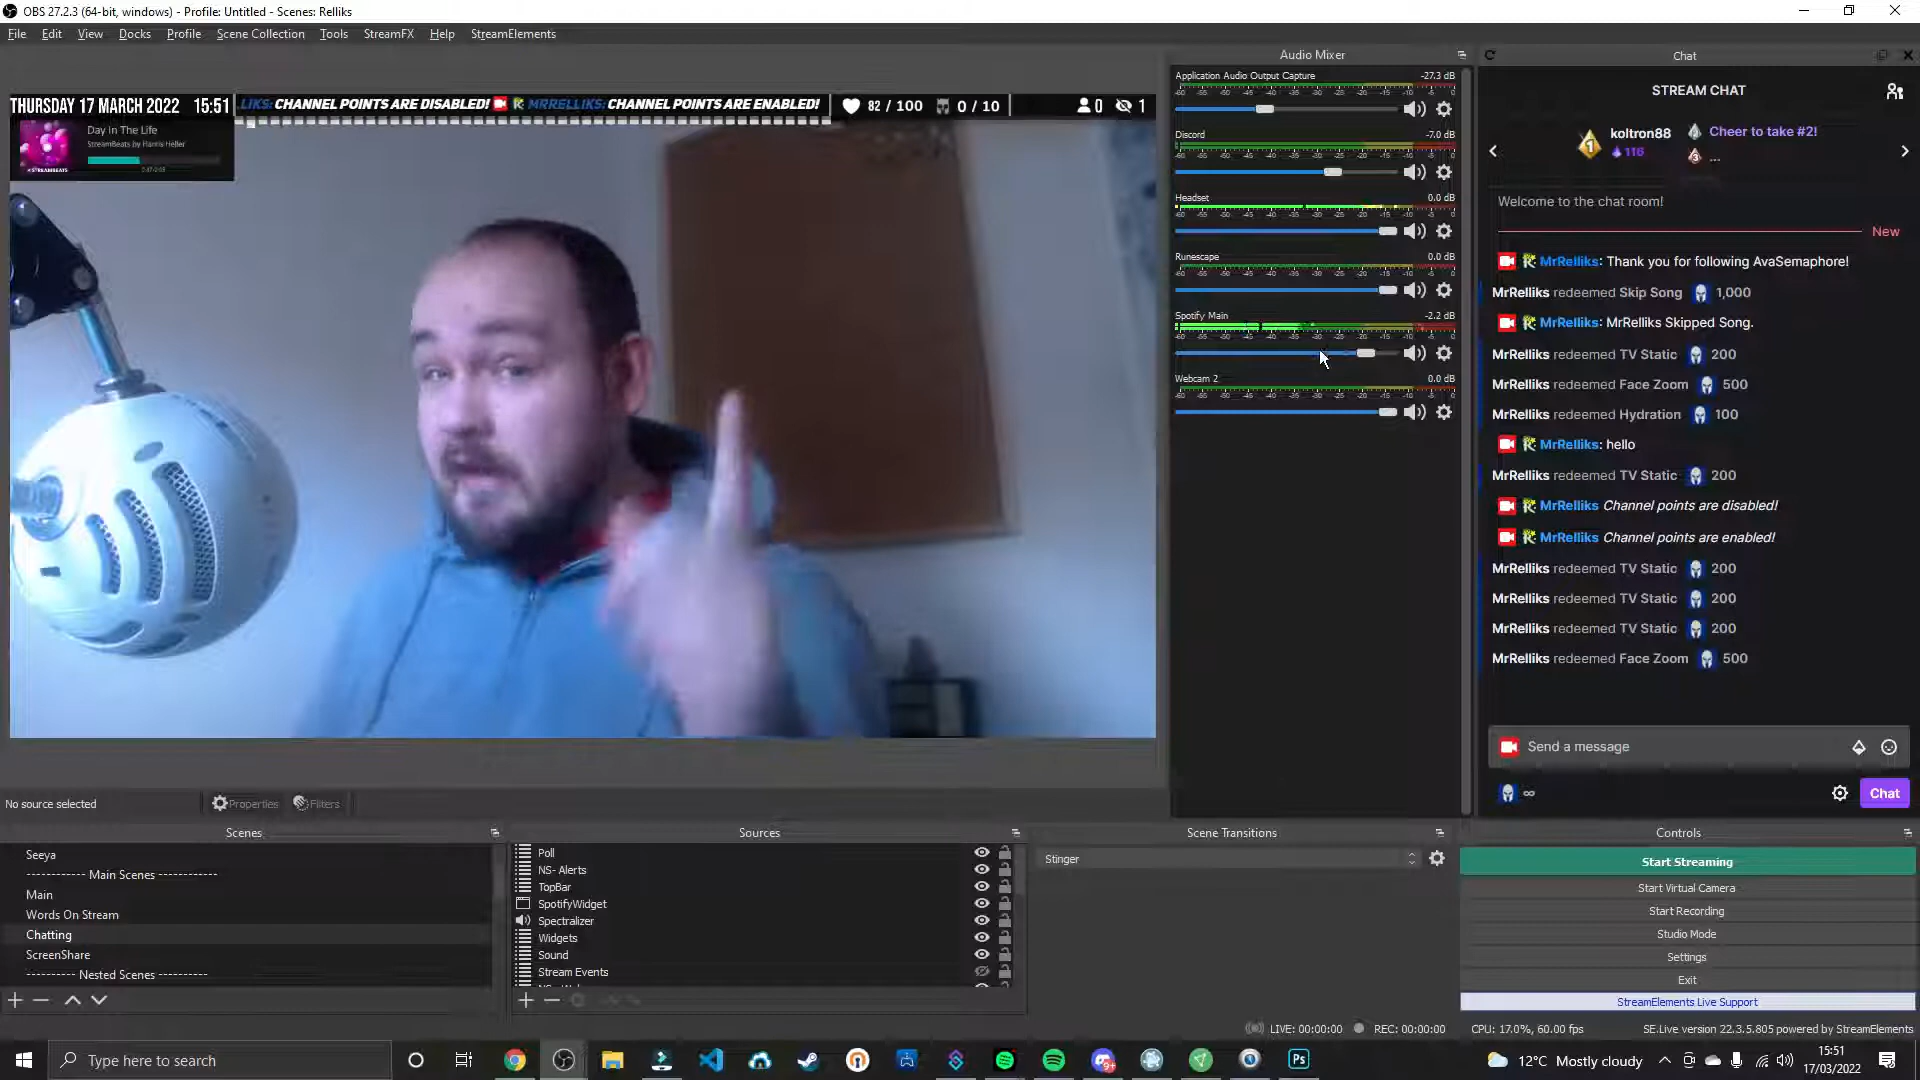 OBS 27.2.3 (64-bit, windows) - Profile: Untitled - Scenes: Relliks
File Edit View Docks Profile Scene Collection Tools StreamFX Help StreamElements
THURSDAY 17 MARCH 2022 15:51
LIKS: CHANNEL POINTS ARE DISABLED! MRRELLIKS: CHANNEL POINTS ARE ENABLED!
82 / 100 0 / 10 0 1
Day In The Life
StreamBeats by Harris Heller
Audio Mixer
Application Audio Output Capture -27.3 dB
Discord -7.0 dB
Headset 0.0 dB
Runescape 0.0 dB
Spotify Main -2.2 dB
Webcam 2 0.0 dB
Chat
STREAM CHAT
1 koltron88 Cheer to take #2!
116 3 ...
Welcome to the chat room!
New
MrRelliks: Thank you for following AvaSemaphore!
MrRelliks redeemed Skip Song 1,000
MrRelliks: MrRelliks Skipped Song.
MrRelliks redeemed TV Static 200
MrRelliks redeemed Face Zoom 500
MrRelliks redeemed Hydration 100
MrRelliks: hello
MrRelliks redeemed TV Static 200
MrRelliks Channel points are disabled!
MrRelliks Channel points are enabled!
MrRelliks redeemed TV Static 200
MrRelliks redeemed TV Static 200
MrRelliks redeemed TV Static 200
MrRelliks redeemed Face Zoom 500
Send a message
∞ Chat
No source selected Properties Filters
Scenes
Seeya
------------ Main Scenes ------------
Main
Words On Stream
Chatting
ScreenShare
---------- Nested Scenes ----------
Sources
Poll
NS- Alerts
TopBar
SpotifyWidget
Spectralizer
Widgets
Sound
Stream Events
Scene Transitions
Stinger
Controls
Start Streaming
Start Virtual Camera
Start Recording
Studio Mode
Settings
Exit
StreamElements Live Support
LIVE: 00:00:00 REC: 00:00:00 CPU: 17.0%, 60.00 fps SE.Live version 22.3.5.805 powered by StreamElements
Type here to search
12°C Mostly cloudy
15:51
17/03/2022